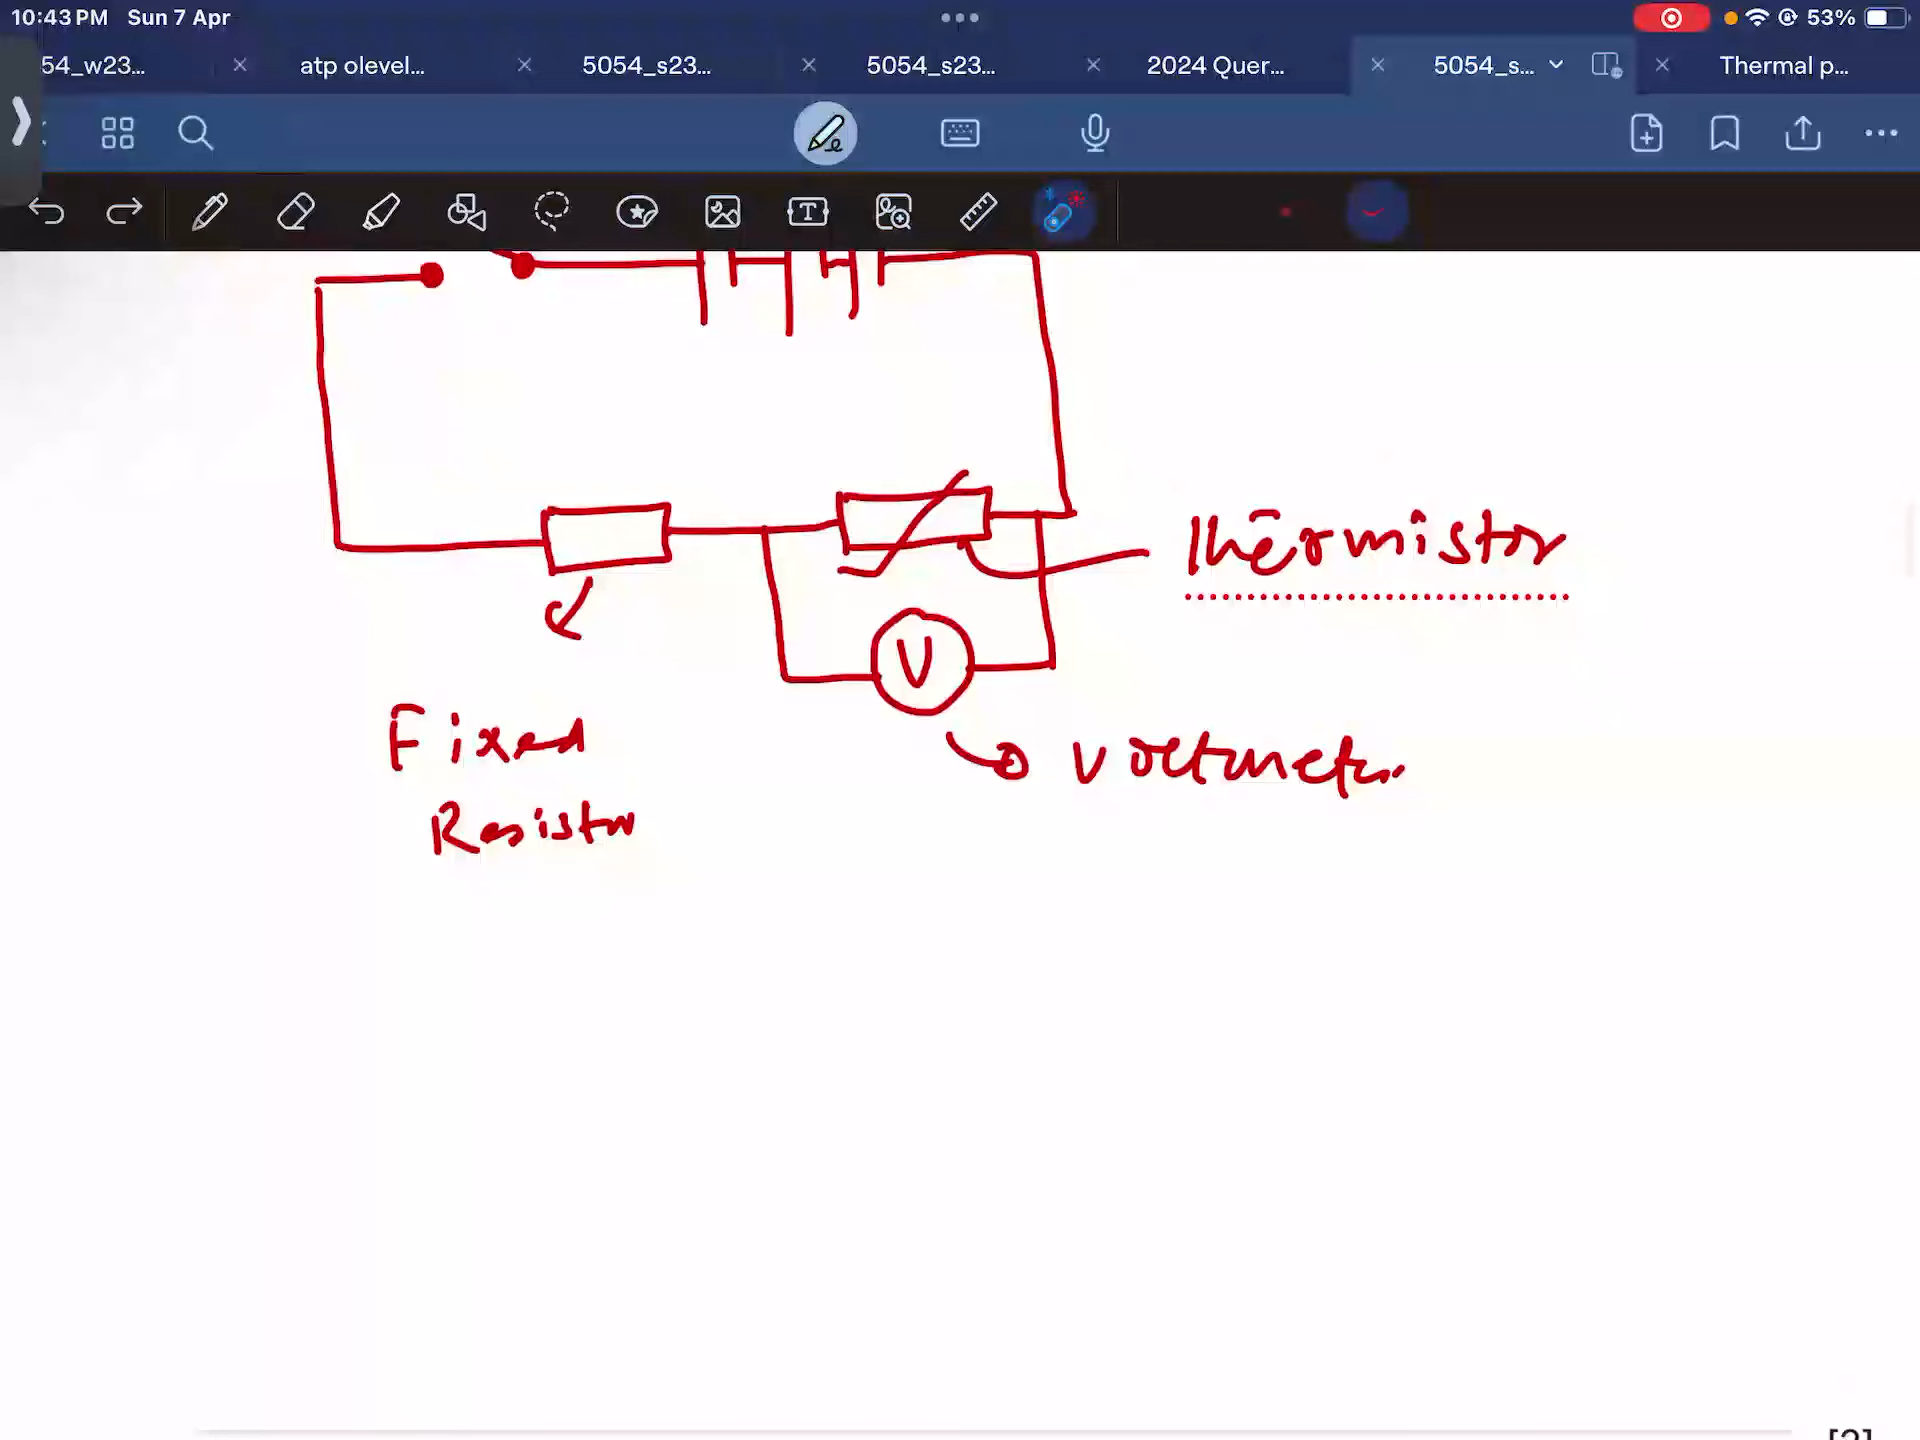 10:43 PM Sun 7 Apr
53%
54_w23...
atp olevel...
5054_s23...
5054_s23...
2024 Quer...
5054_s...
Thermal p...
T
Thermistor
V
Fixed
Resistor
Voltmeter